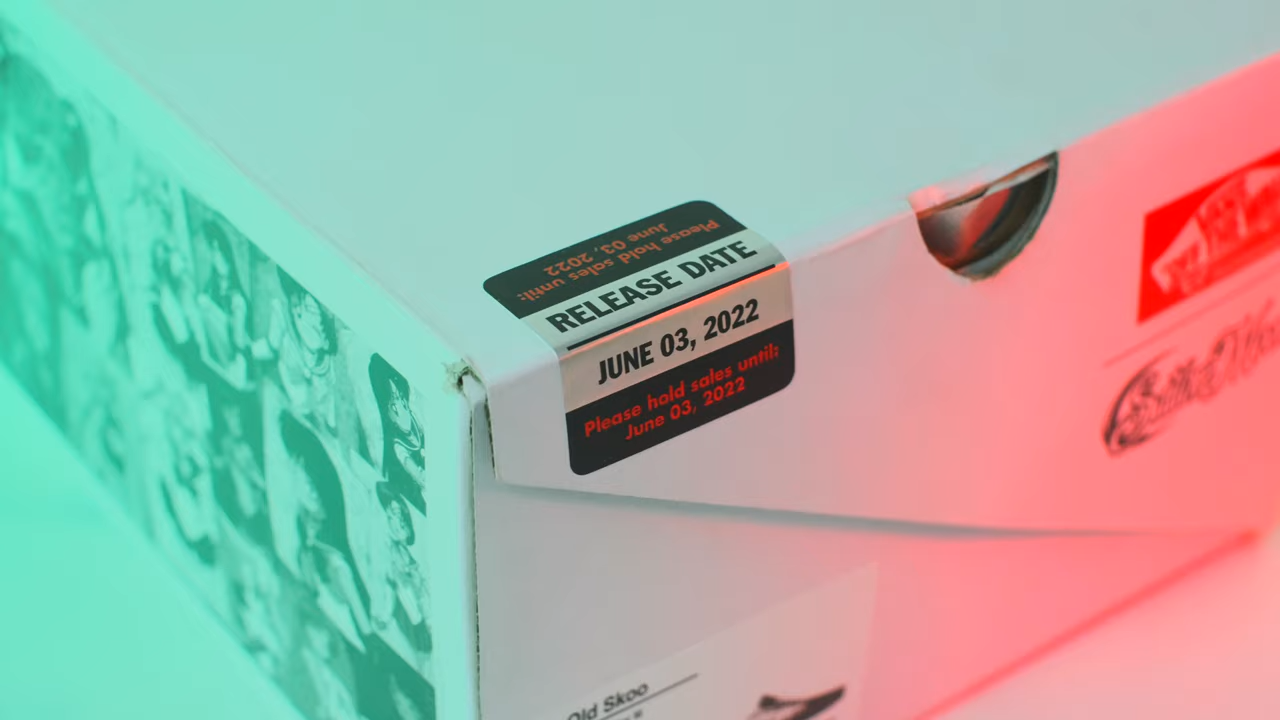 Please hold sales until:
June 03, 2022
RELEASE DATE
JUNE 03, 2022
Please hold sales until:
June 03, 2022
Old Skoo